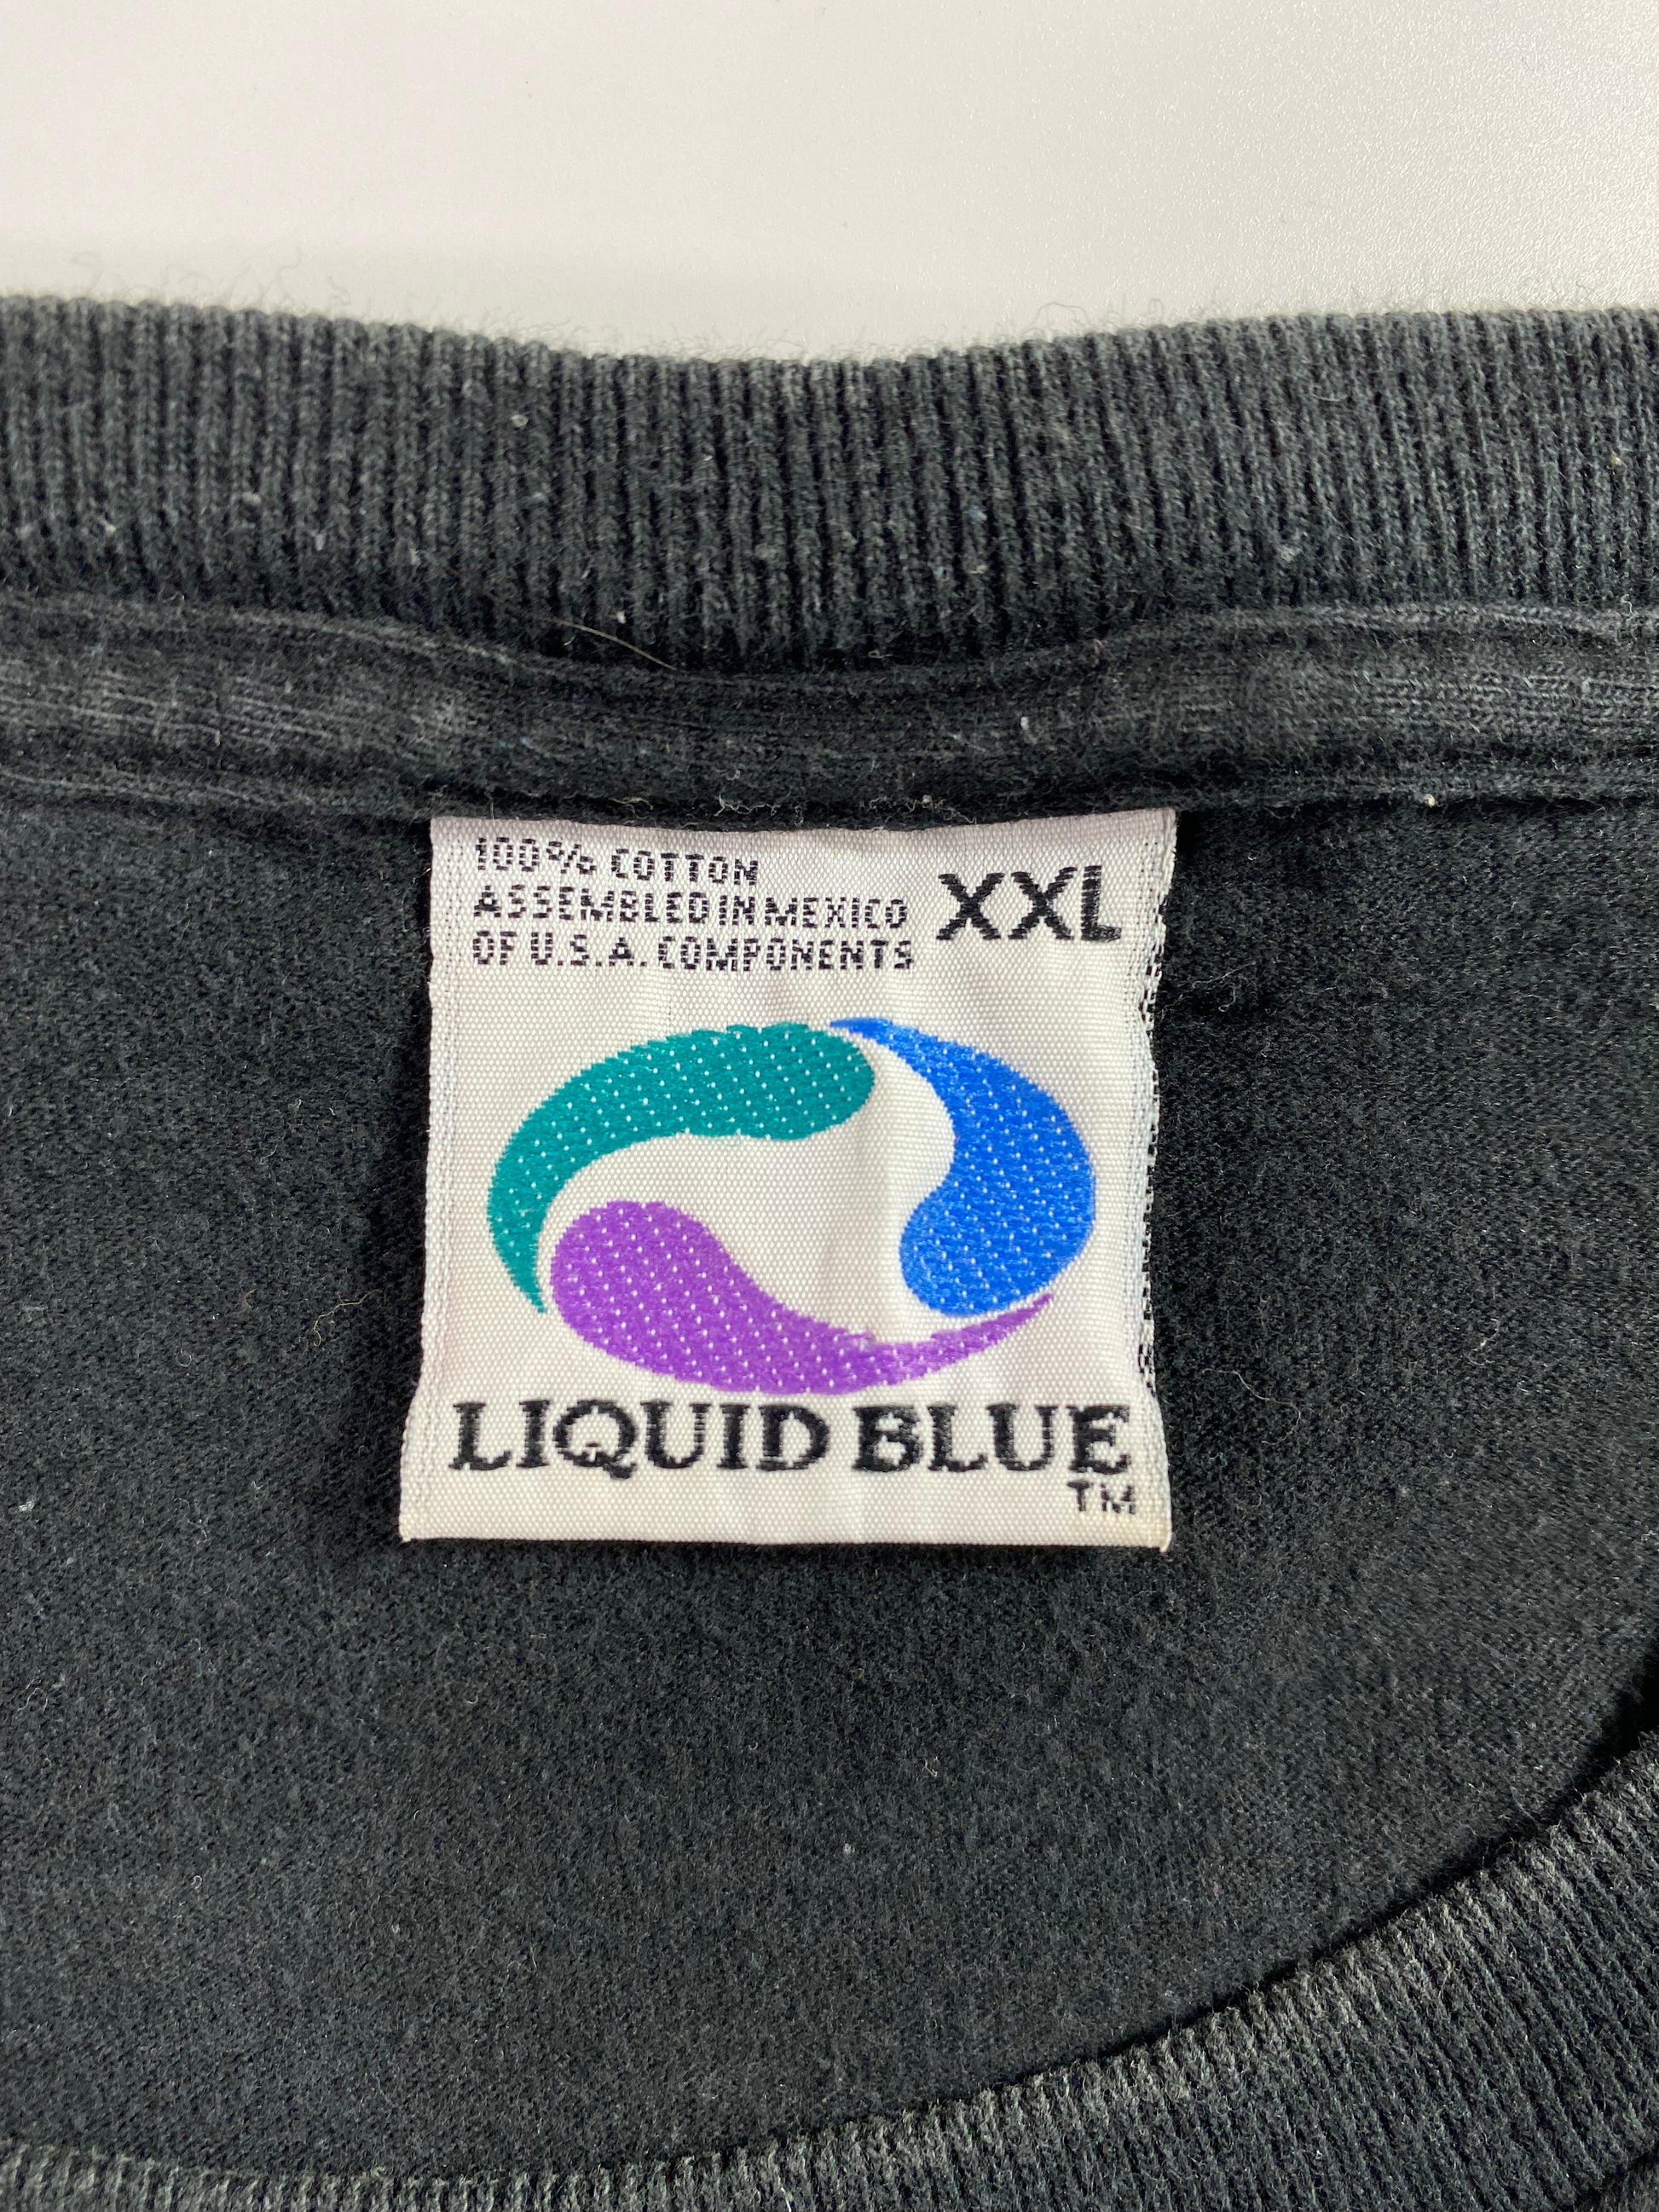 100% COTTON
ASSEMBLED IN MEXICO
OF U.S.A. COMPONENTS
XXL
LIQUID BLUE
TM